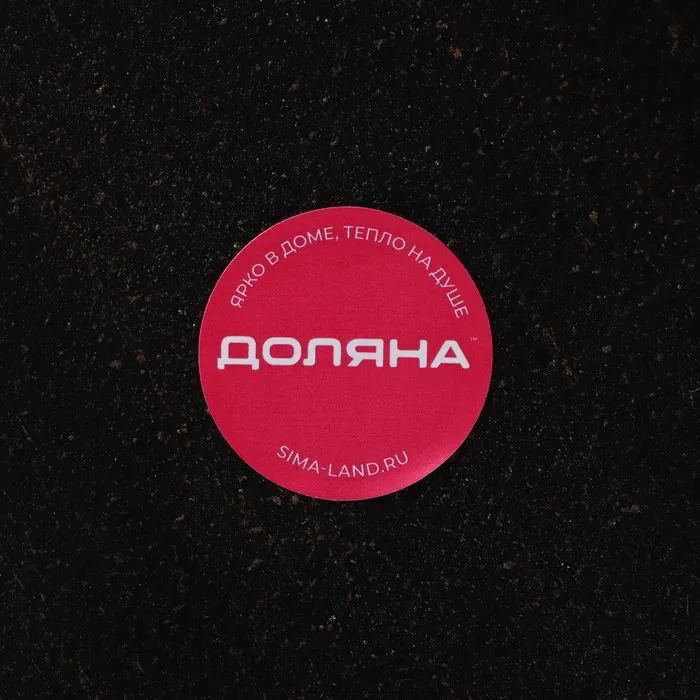 ЯРКО В ДОМЕ, ТЕПЛО НА ДУШЕ
ДОЛЯНА™
SIMA-LAND.RU